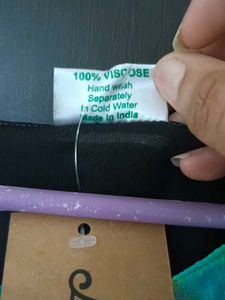 100% VISCOSE
Hand wash
Separately
In Cold Water
Made In India